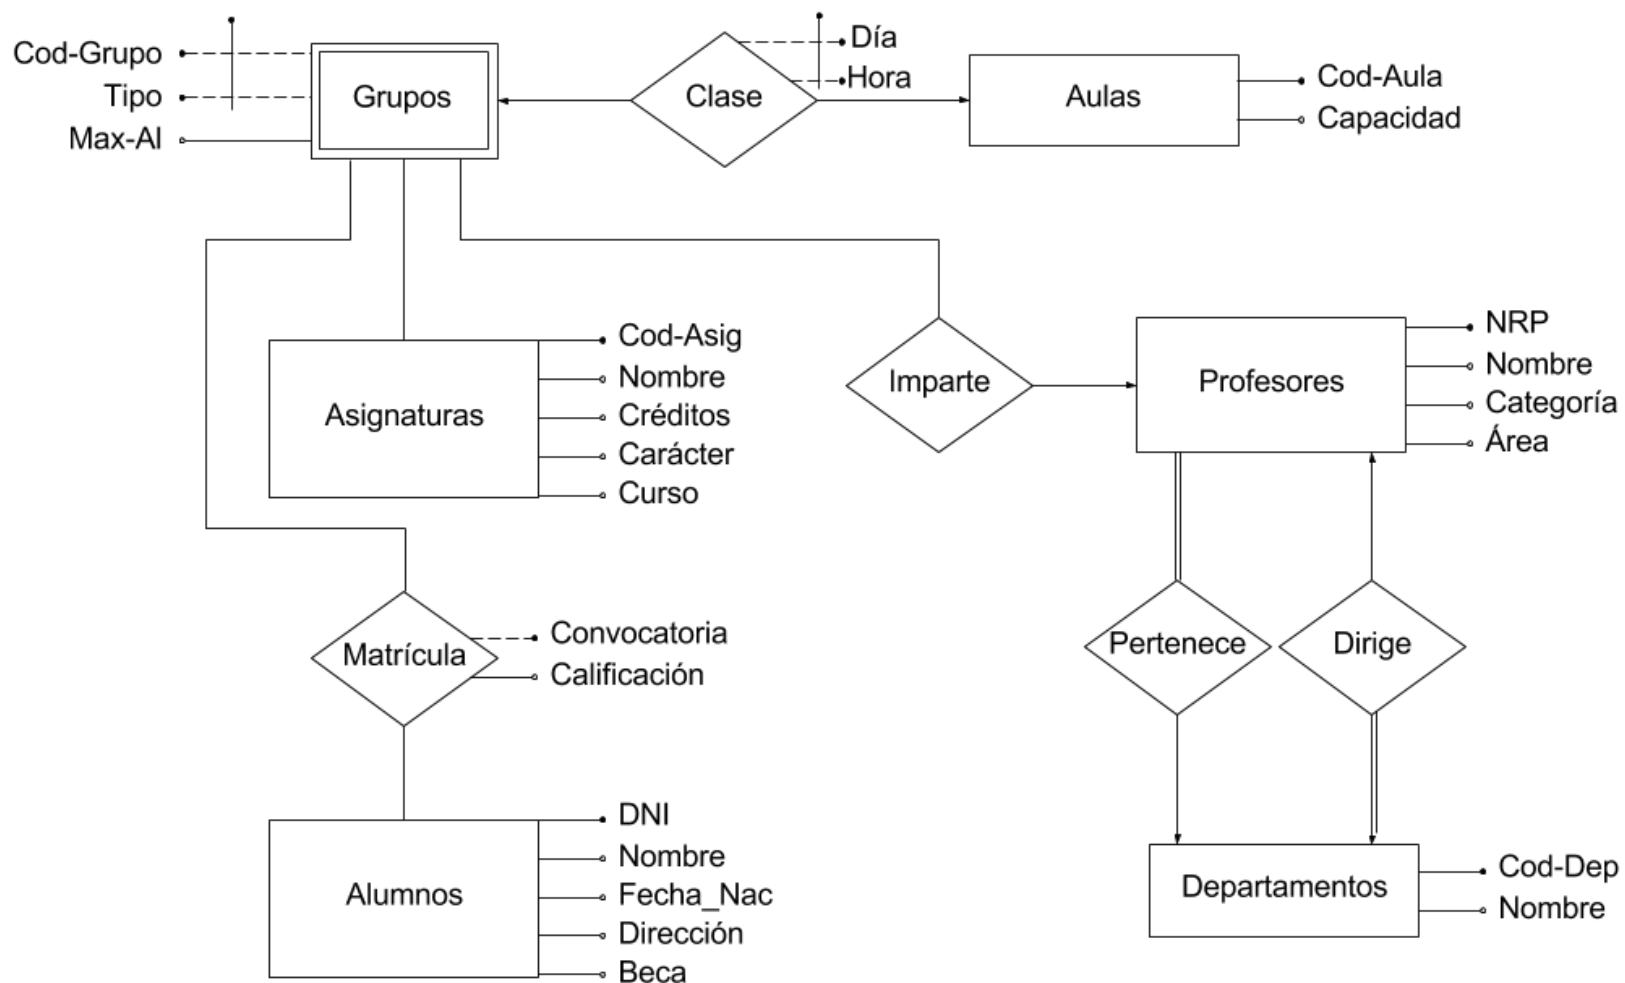 Cod-Grupo
Tipo
Max-Al
Grupos
Clase
Día
Hora
Aulas
Cod-Aula
Capacidad
Asignaturas
Cod-Asig
Nombre
Créditos
Carácter
Curso
Imparte
Profesores
NRP
Nombre
Categoría
Área
Matrícula
Convocatoria
Calificación
Pertenece
Dirige
Alumnos
DNI
Nombre
Fecha_Nac
Dirección
Beca
Departamentos
Cod-Dep
Nombre